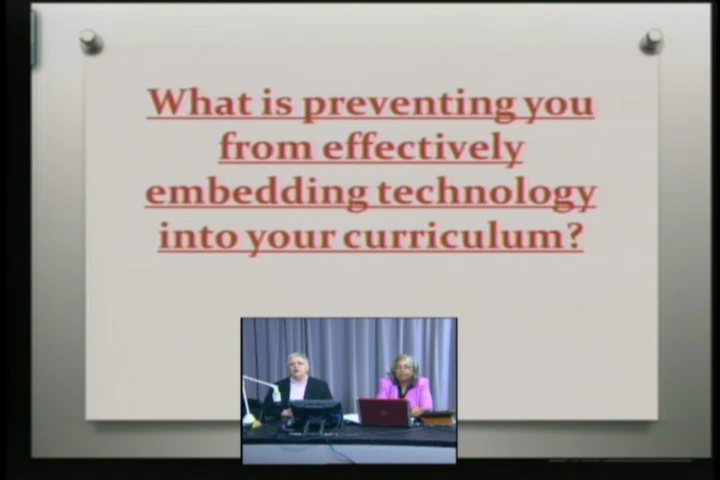 What is preventing you
from effectively
embedding technology
into your curriculum?